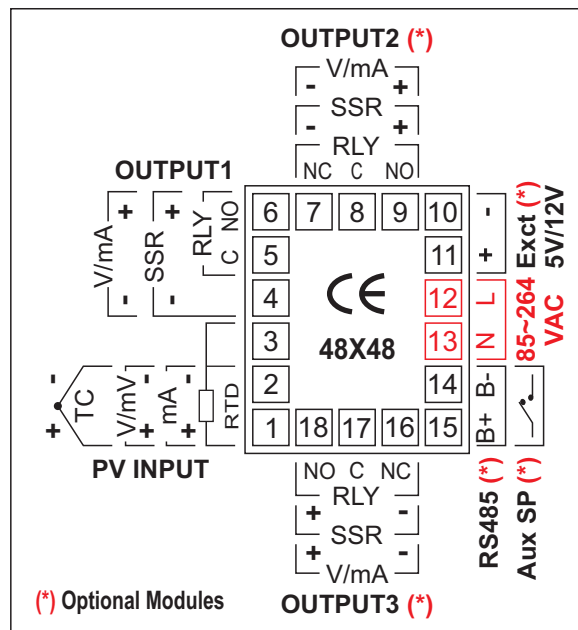 OUTPUT2 (*)
V/mA
- +
SSR
- +
RLY
NC C NO
OUTPUT1
V/mA
+ -
SSR
+ -
RLY
C NO
6 7 8 9 10
5 11
4 12
3 13
2 14
1 18 17 16 15
CE
48X48
- +
Exct (*)
5V/12V
N L
85~264
VAC
B+ B-
RS485 (*)
Aux SP (*)
- +
TC
V/mV
- +
mA
- +
RTD
PV INPUT
NO C NC
RLY
+ -
SSR
+ -
V/mA
OUTPUT3 (*)
(*) Optional Modules